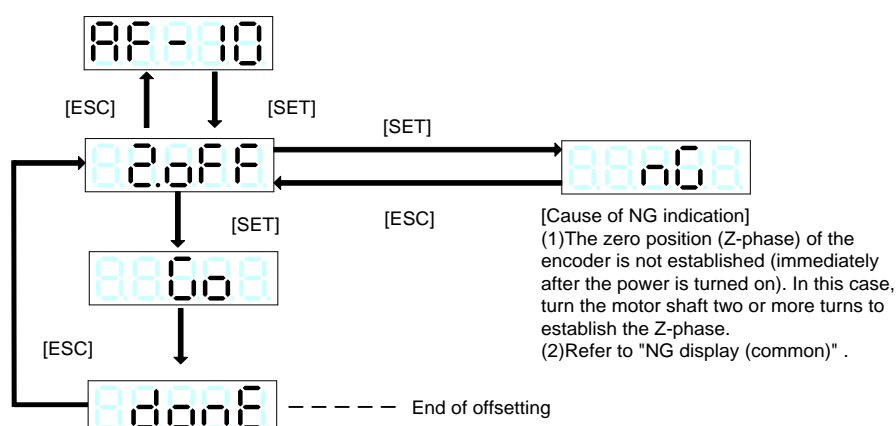 AF-10
[ESC]
[SET]
[SET]
2.oFF
nG
[ESC]
[SET]
[Cause of NG indication]
(1)The zero position (Z-phase) of the
encoder is not established (immediately
after the power is turned on). In this case,
turn the motor shaft two or more turns to
establish the Z-phase.
(2)Refer to "NG display (common)" .
Go
[ESC]
donE
End of offsetting